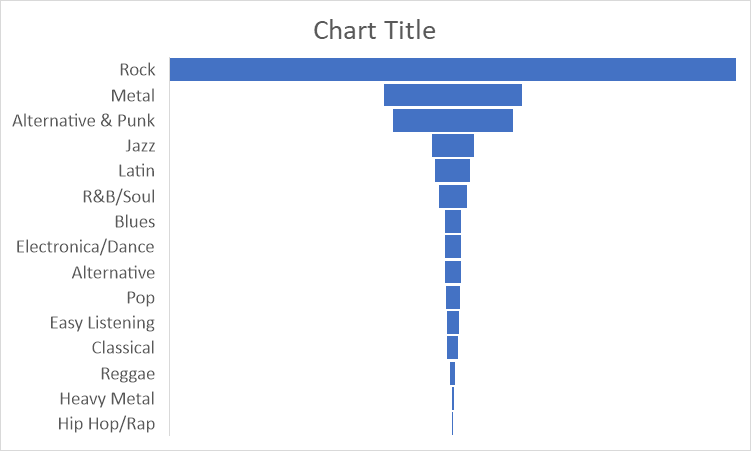 Chart Title
Rock
Metal
Alternative & Punk
Jazz
Latin
R&B/Soul
Blues
Electronica/Dance
Alternative
Pop
Easy Listening
Classical
Reggae
Heavy Metal
Hip Hop/Rap